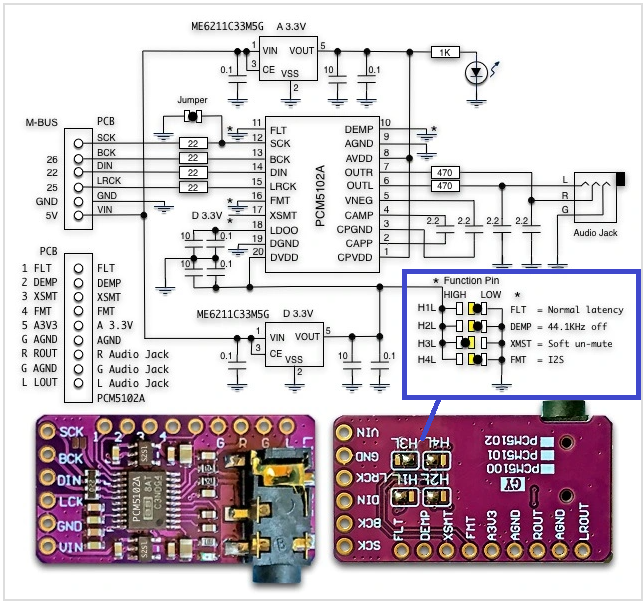 ME6211C33M5G A 3.3V
1 VIN VOUT 5
3 CE
VSS
2
0.1 10 0.1
1K
Jumper
M-BUS PCB
SCK 22
26 BCK 22
22 DIN 22
25 LRCK 22
GND GND
5V VIN
PCM5102A
* 11 FLT DEMP 10 *
12 SCK AGND 9
13 BCK AVDD 8
14 DIN OUTR 7 470
15 LRCK OUTL 6 470
* 16 FMT VNEG 5
* 17 XSMT CAMP 4
18 LDOO CPGND 3
19 DGND CAPP 2
20 DVDD CPVDD 1
D 3.3V
10 0.1
10 0.1
2.2 2.2 2.2 2.2
L
R
G
Audio Jack
PCB
1 FLT FLT
2 DEMP DEMP
3 XSMT XSMT
4 FMT FMT
5 A3V3 A 3.3V
G AGND AGND
R ROUT R Audio Jack
G AGND G Audio Jack
L LOUT L Audio Jack
PCM5102A
ME6211C33M5G D 3.3V
1 VIN VOUT 5
3 CE
VSS
2
0.1 10 0.1
* Function Pin
HIGH LOW *
H1L FLT = Normal latency
H2L DEMP = 44.1KHz off
H3L XMST = Soft un-mute
H4L FMT = I2S
SCK
BCK
DIN
LCK
GND
VIN
1 2 3 4 G R G L
S2S1
PCM5102A
S2S1
VIN
GND
LRCK
DIN
BCK
SCK
H3L H4L
H1L H2L
PCM5102
PCM5101
PCM5100
GY
FLT
DEMP
XSMT
FMT
A3V3
AGND
ROUT
AGND
LROUT